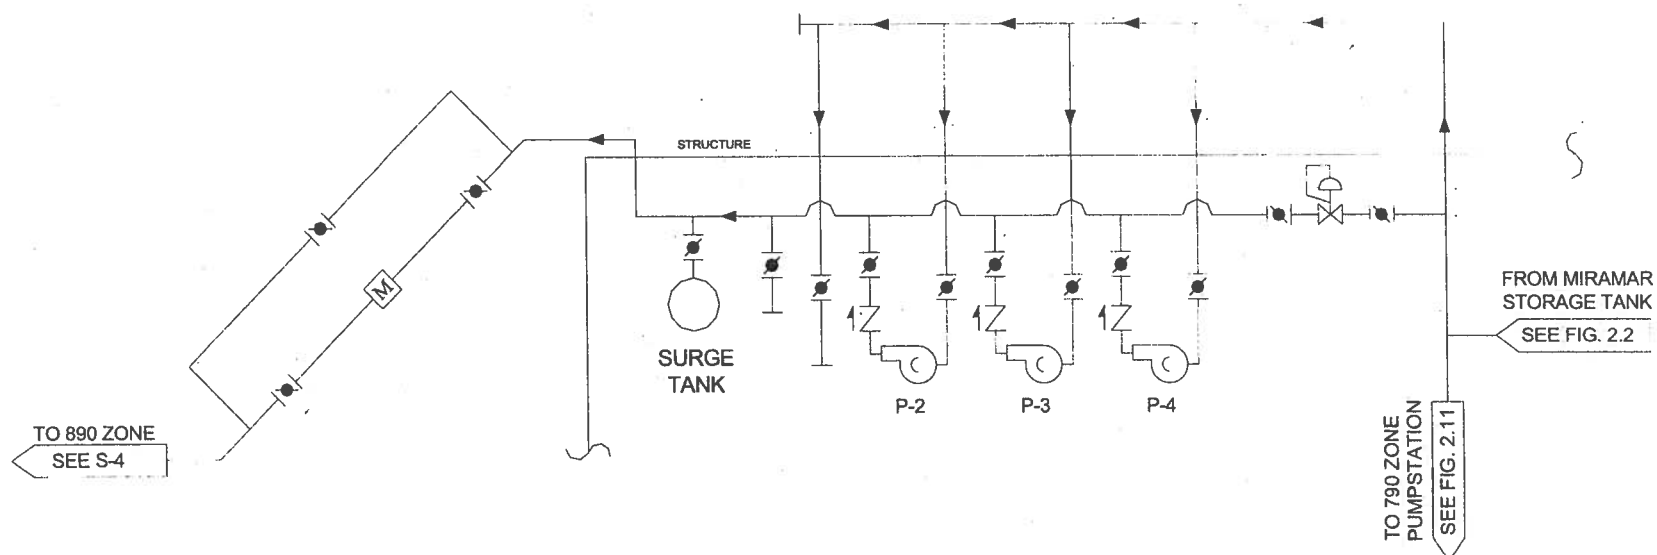 STRUCTURE
FROM MIRAMAR
STORAGE TANK
SEE FIG. 2.2
M
SURGE
TANK
C
C
C
P-2
P-3
P-4
TO 890 ZONE
SEE S-4
TO 790 ZONE
PUMPSTATION
SEE FIG. 2.11